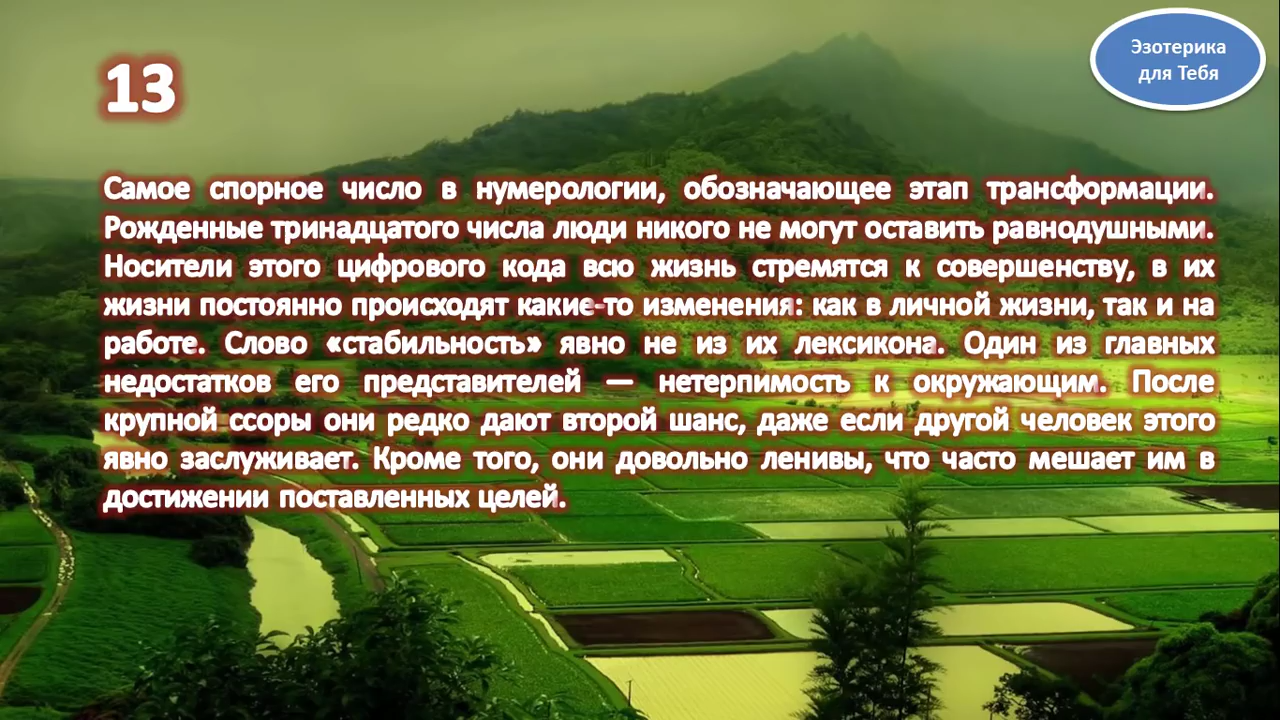 13
Эзотерика
для Тебя
Самое спорное число в нумерологии, обозначающее этап трансформации.
Рожденные тринадцатого числа люди никого не могут оставить равнодушными.
Носители этого цифрового кода всю жизнь стремятся к совершенству, в их
жизни постоянно происходят какие-то изменения: как в личной жизни, так и на
работе. Слово «стабильность» явно не из их лексикона. Один из главных
недостатков его представителей — нетерпимость к окружающим. После
крупной ссоры они редко дают второй шанс, даже если другой человек этого
явно заслуживает. Кроме того, они довольно ленивы, что часто мешает им в
достижении поставленных целей.